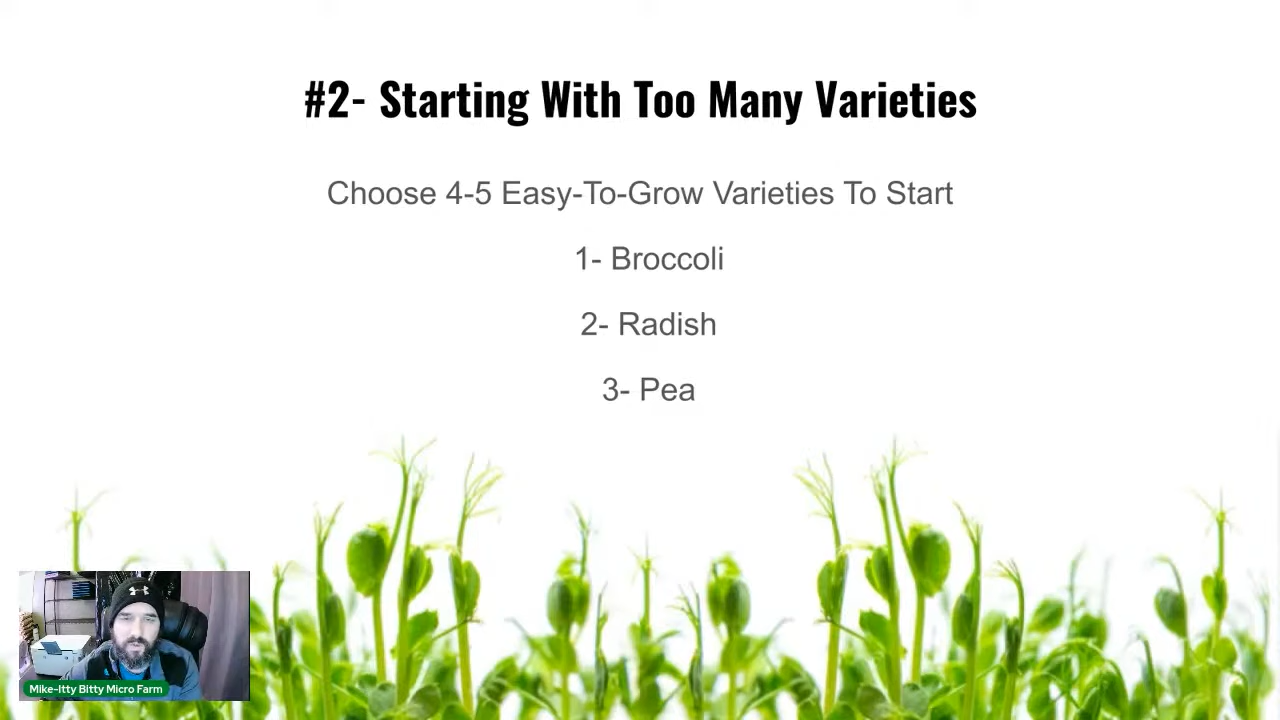 #2- Starting With Too Many Varieties
Choose 4-5 Easy-To-Grow Varieties To Start
1- Broccoli
2- Radish
3- Pea
Mike-Itty Bitty Micro Farm